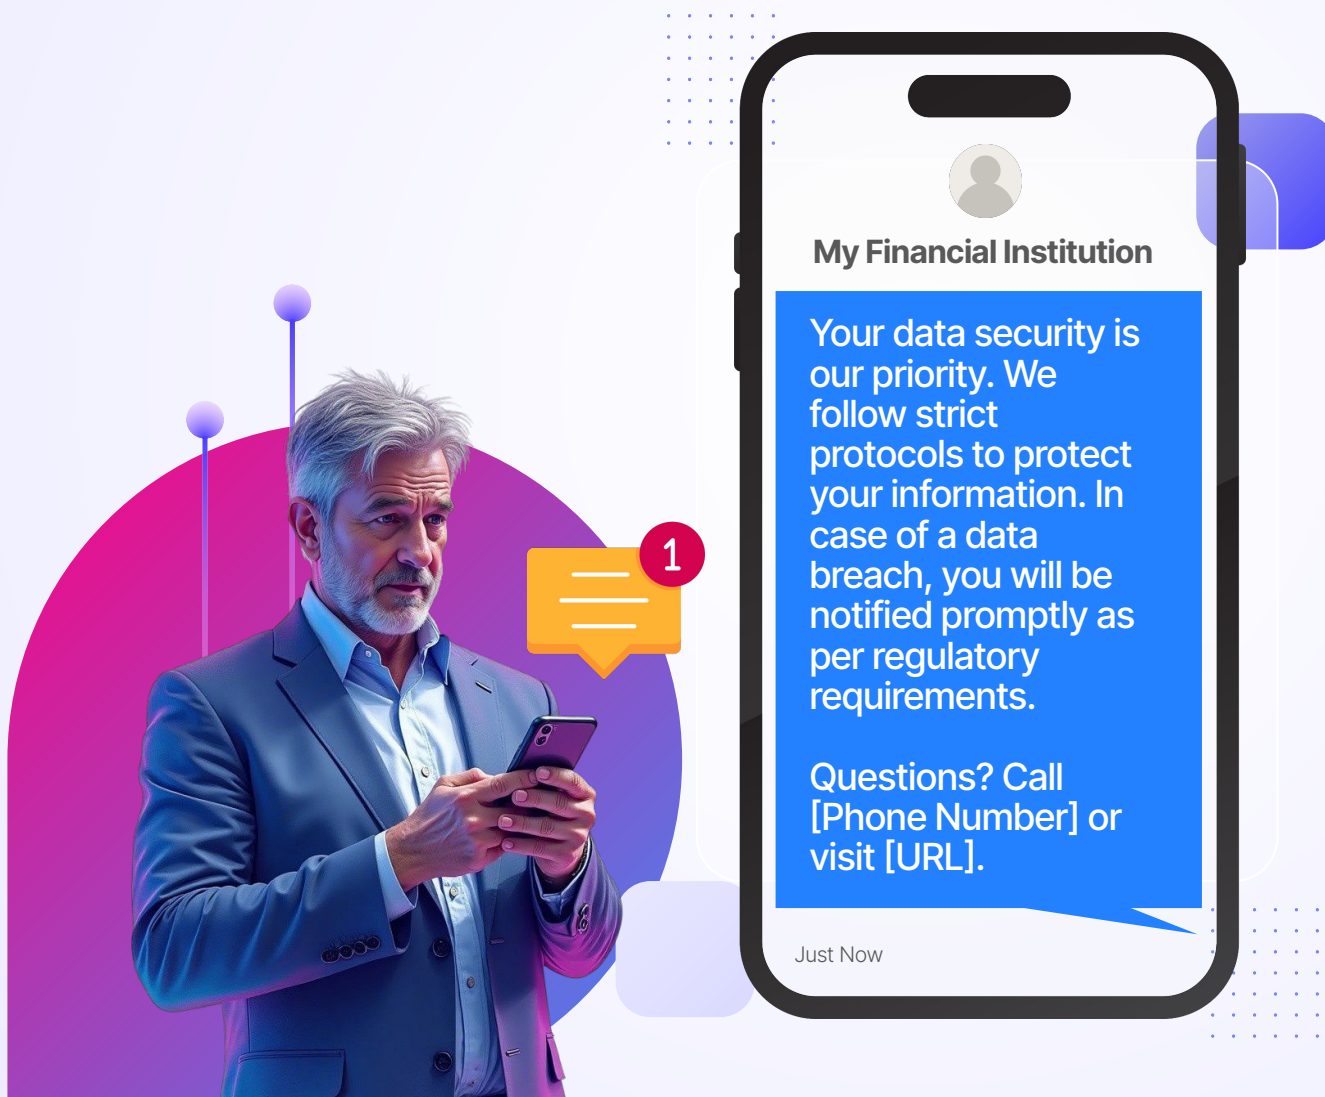 My Financial Institution
Your data security is
our priority. We
follow strict
protocols to protect
your information. In
case of a data
breach, you will be
notified promptly as
per regulatory
requirements.
Questions? Call
[Phone Number] or
visit [URL].
1
Just Now